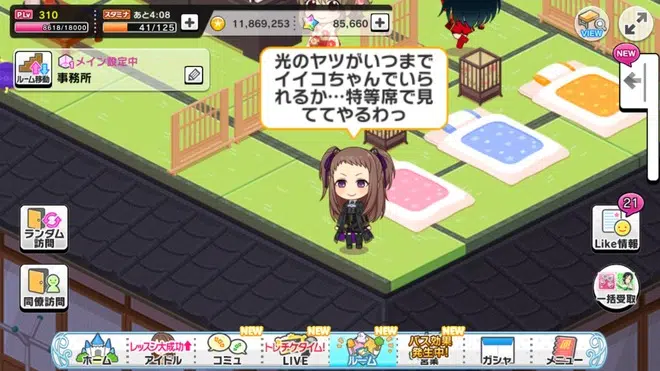 P.Lv 310
8618/18000
スタミナ あと4:08
41/125
11,869,253
85,660
VIEW
ルーム移動
メイン設定中
事務所
光のヤツがいつまで
イイコちゃんでいら
れるか…特等席で見
ててやるわっ
NEW
ランダム
訪問
21
Like情報
同僚訪問
一括受取
ホーム
レッスン大成功
アイドル
NEW
コミュ
NEW
トレチケタイム!
LIVE
NEW
ルーム
NEW
パス効果
発生中!
営業
ガシャ
メニュー